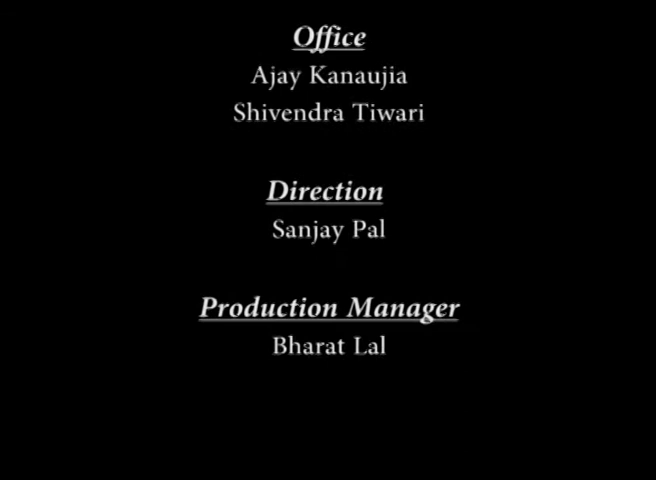 Office
Ajay Kanaujia
Shivendra Tiwari
Direction
Sanjay Pal
Production Manager
Bharat Lal